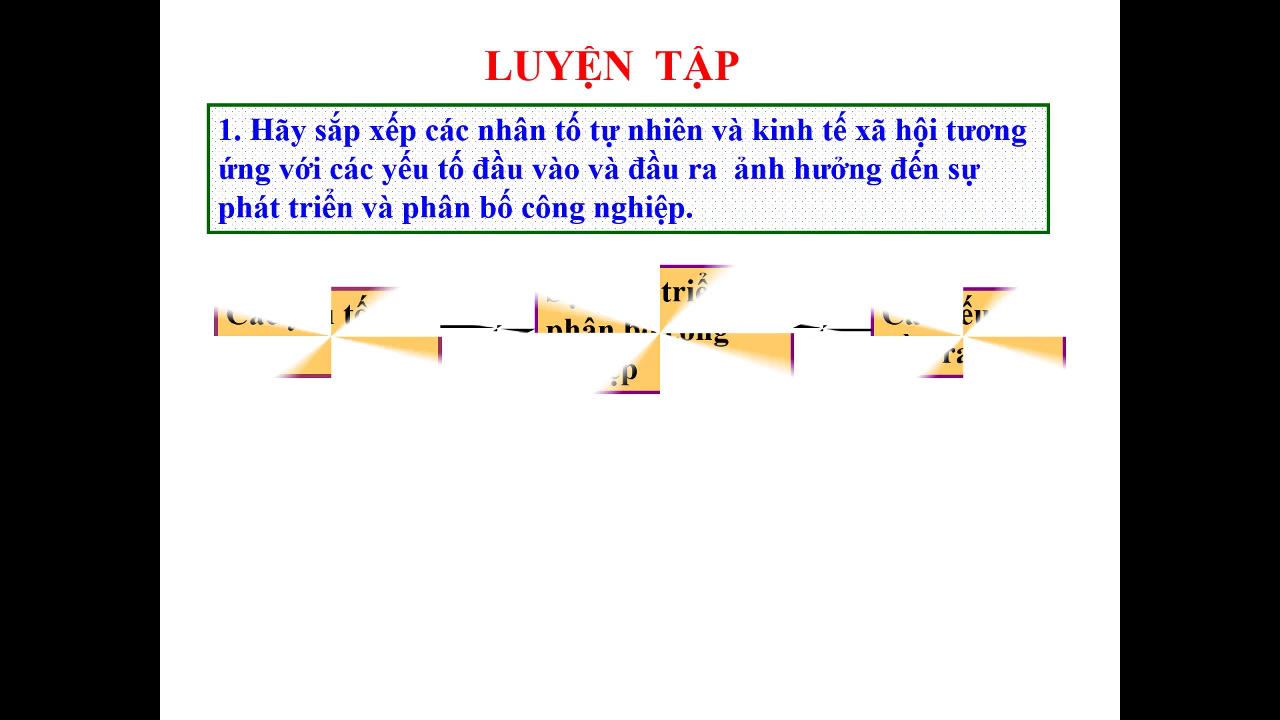 LUYỆN TẬP
1. Hãy sắp xếp các nhân tố tự nhiên và kinh tế xã hội tương
ứng với các yếu tố đầu vào và đầu ra ảnh hưởng đến sự
phát triển và phân bố công nghiệp.
tố
phân